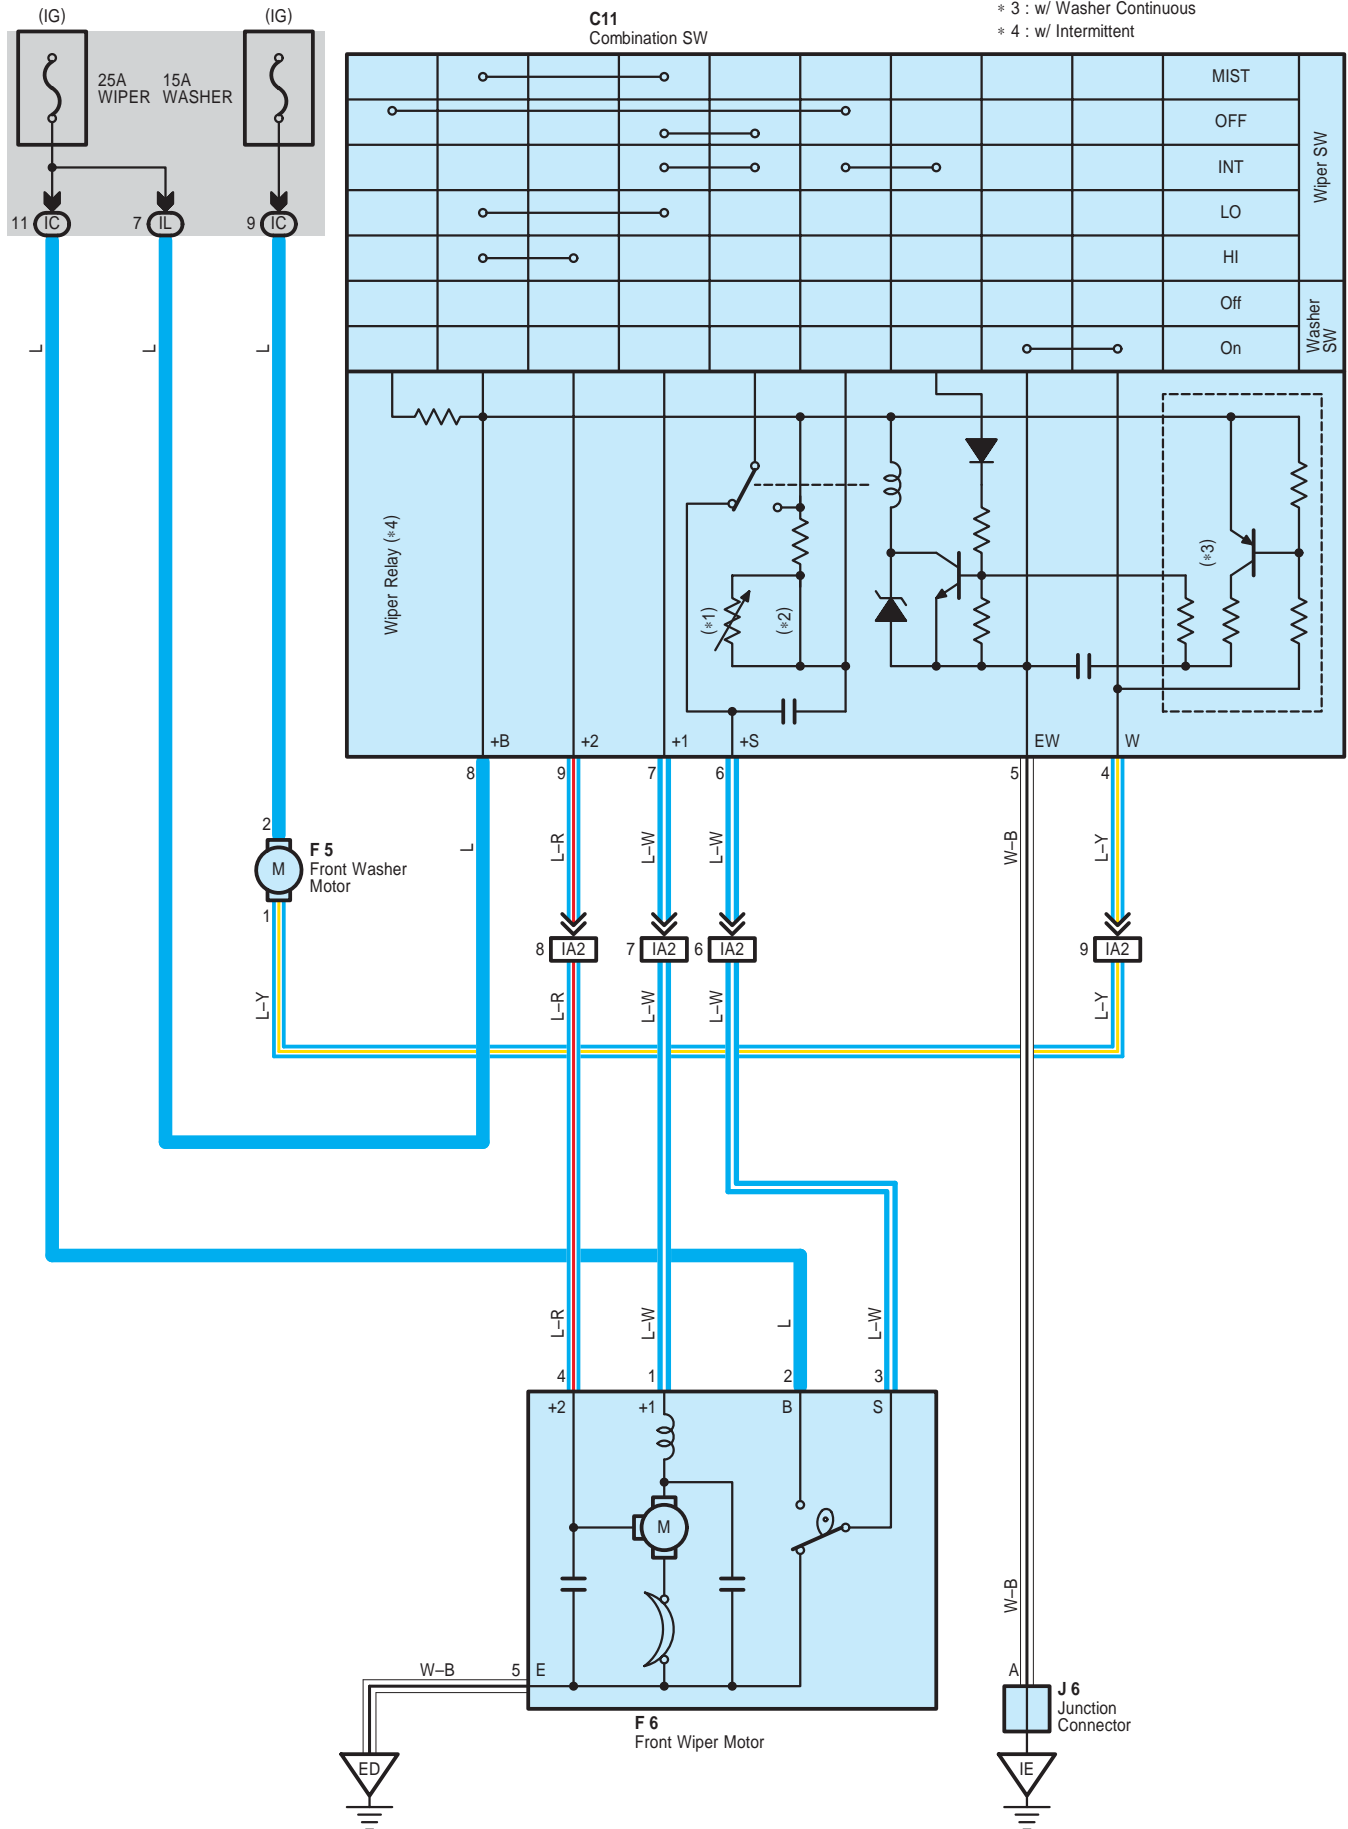 (IG)
(IG)
25A
WIPER
15A
WASHER
11 IC
7 IL
9 IC
C11
Combination SW
∗ 3 : w/ Washer Continuous
∗ 4 : w/ Intermittent
MIST
OFF
INT
LO
HI
Wiper SW
Off
On
Washer
SW
L
L
L
Wiper Relay (∗4)
(∗1)
(∗2)
(∗3)
+B
+2
+1
+S
EW
W
8
9
7
6
5
4
L
L–R
L–W
L–W
W–B
L–Y
2
M
1
F 5
Front Washer
Motor
8 IA2
7 IA2
6 IA2
9 IA2
L–Y
L–R
L–W
L–W
L–Y
L–R
L–W
L
L–W
4
1
2
3
+2
+1
B
S
M
W–B
5 E
F 6
Front Wiper Motor
W–B
A
J 6
Junction
Connector
ED
IE